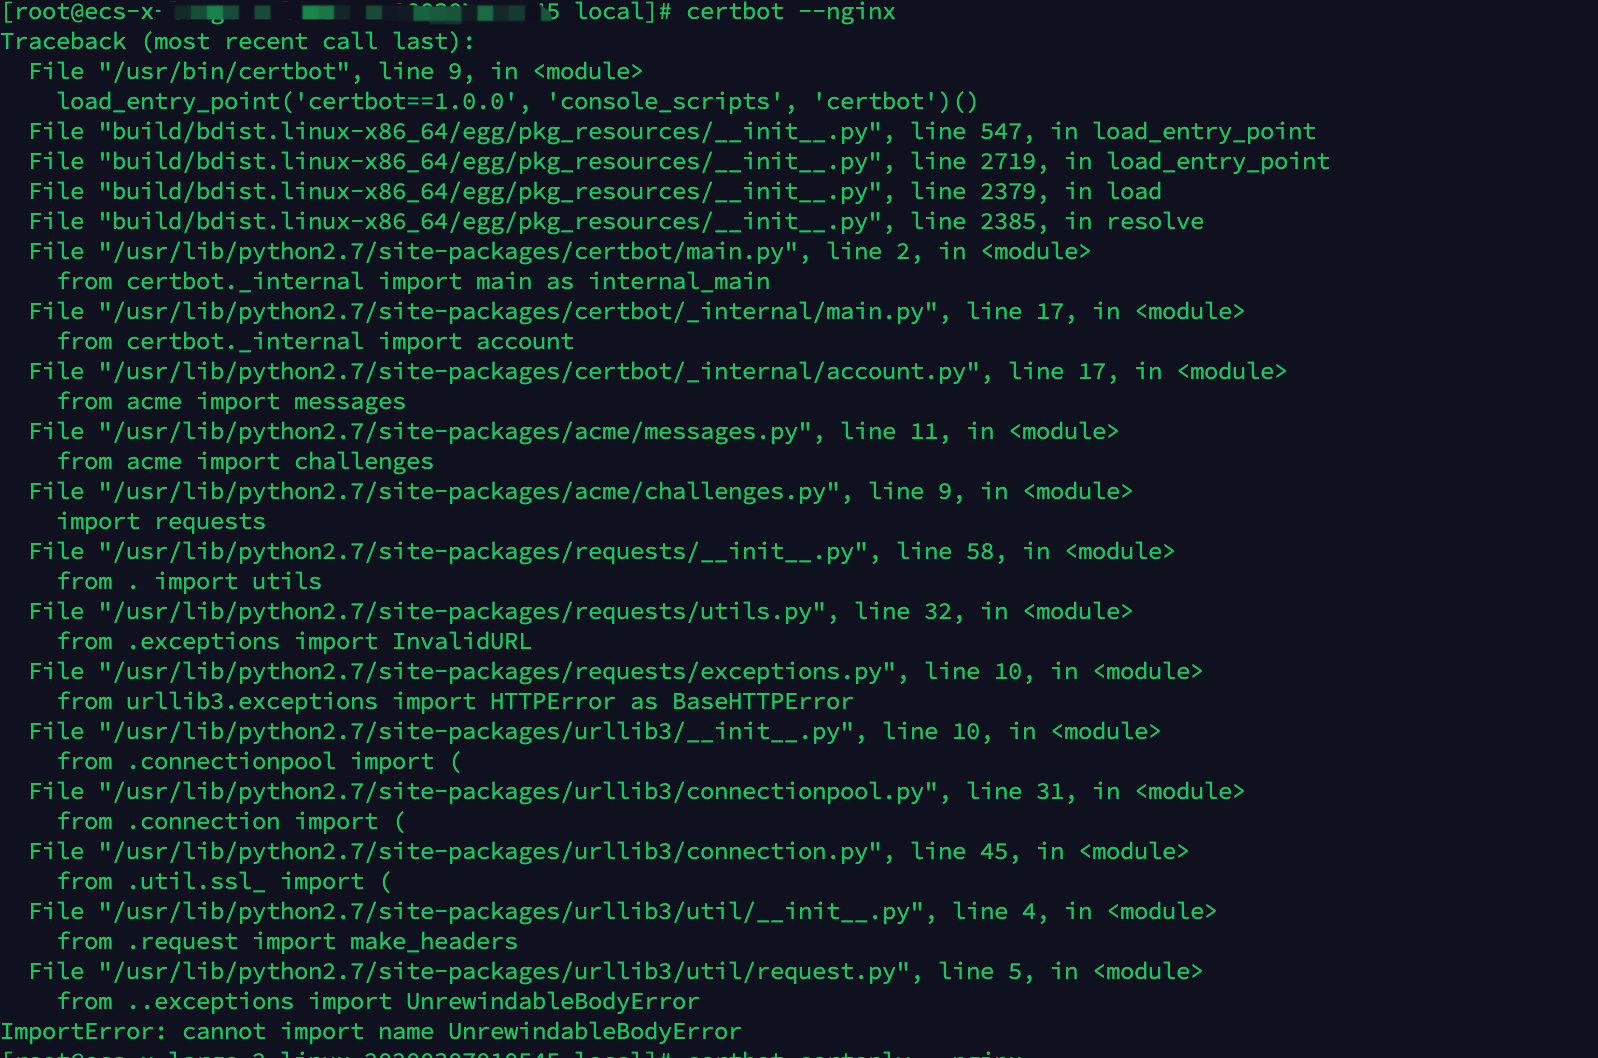 [root@ecs-x- 5 local]# certbot --nginx
Traceback (most recent call last):
  File "/usr/bin/certbot", line 9, in <module>
    load_entry_point('certbot==1.0.0', 'console_scripts', 'certbot')()
  File "build/bdist.linux-x86_64/egg/pkg_resources/__init__.py", line 547, in load_entry_point
  File "build/bdist.linux-x86_64/egg/pkg_resources/__init__.py", line 2719, in load_entry_point
  File "build/bdist.linux-x86_64/egg/pkg_resources/__init__.py", line 2379, in load
  File "build/bdist.linux-x86_64/egg/pkg_resources/__init__.py", line 2385, in resolve
  File "/usr/lib/python2.7/site-packages/certbot/main.py", line 2, in <module>
    from certbot._internal import main as internal_main
  File "/usr/lib/python2.7/site-packages/certbot/_internal/main.py", line 17, in <module>
    from certbot._internal import account
  File "/usr/lib/python2.7/site-packages/certbot/_internal/account.py", line 17, in <module>
    from acme import messages
  File "/usr/lib/python2.7/site-packages/acme/messages.py", line 11, in <module>
    from acme import challenges
  File "/usr/lib/python2.7/site-packages/acme/challenges.py", line 9, in <module>
    import requests
  File "/usr/lib/python2.7/site-packages/requests/__init__.py", line 58, in <module>
    from . import utils
  File "/usr/lib/python2.7/site-packages/requests/utils.py", line 32, in <module>
    from .exceptions import InvalidURL
  File "/usr/lib/python2.7/site-packages/requests/exceptions.py", line 10, in <module>
    from urllib3.exceptions import HTTPError as BaseHTTPError
  File "/usr/lib/python2.7/site-packages/urllib3/__init__.py", line 10, in <module>
    from .connectionpool import (
  File "/usr/lib/python2.7/site-packages/urllib3/connectionpool.py", line 31, in <module>
    from .connection import (
  File "/usr/lib/python2.7/site-packages/urllib3/connection.py", line 45, in <module>
    from .util.ssl_ import (
  File "/usr/lib/python2.7/site-packages/urllib3/util/__init__.py", line 4, in <module>
    from .request import make_headers
  File "/usr/lib/python2.7/site-packages/urllib3/util/request.py", line 5, in <module>
    from ..exceptions import UnrewindableBodyError
ImportError: cannot import name UnrewindableBodyError